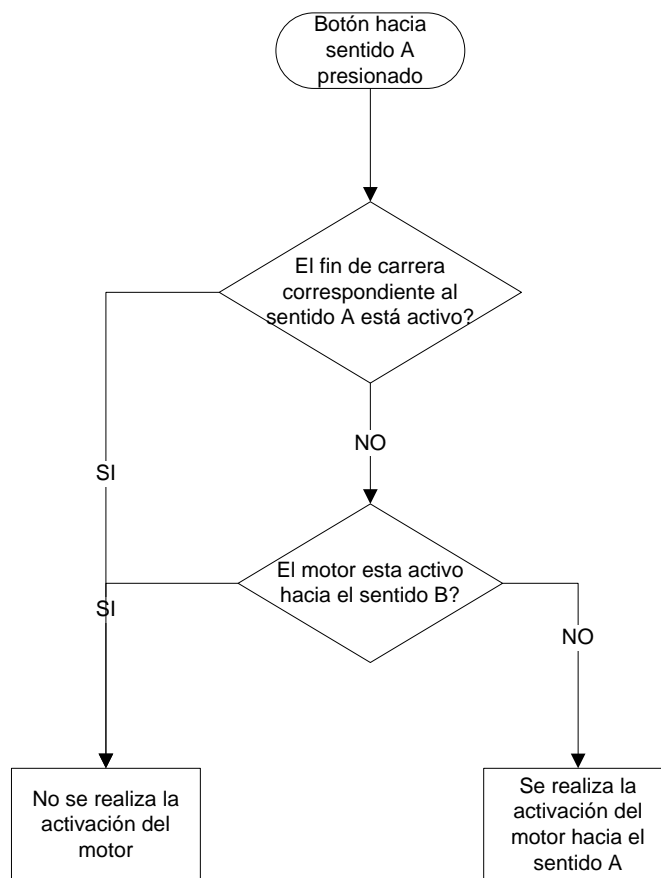 Botón hacia
sentido A
presionado
El fin de carrera
correspondiente al
sentido A está activo?
NO
SI
El motor esta activo
hacia el sentido B?
SI
NO
No se realiza la
activación del
motor
Se realiza la
activación del
motor hacia el
sentido A